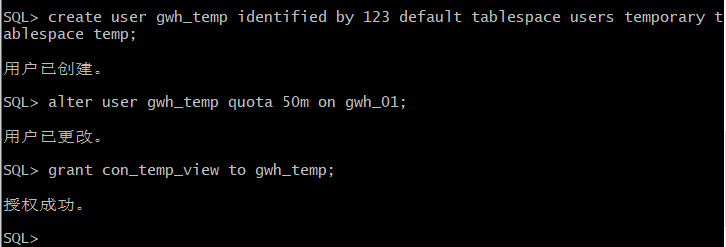 SQL> create user gwh_temp identified by 123 default tablespace users temporary t
ablespace temp;
用户已创建。
SQL> alter user gwh_temp quota 50m on gwh_01;
用户已更改。
SQL> grant con_temp_view to gwh_temp;
授权成功。
SQL>